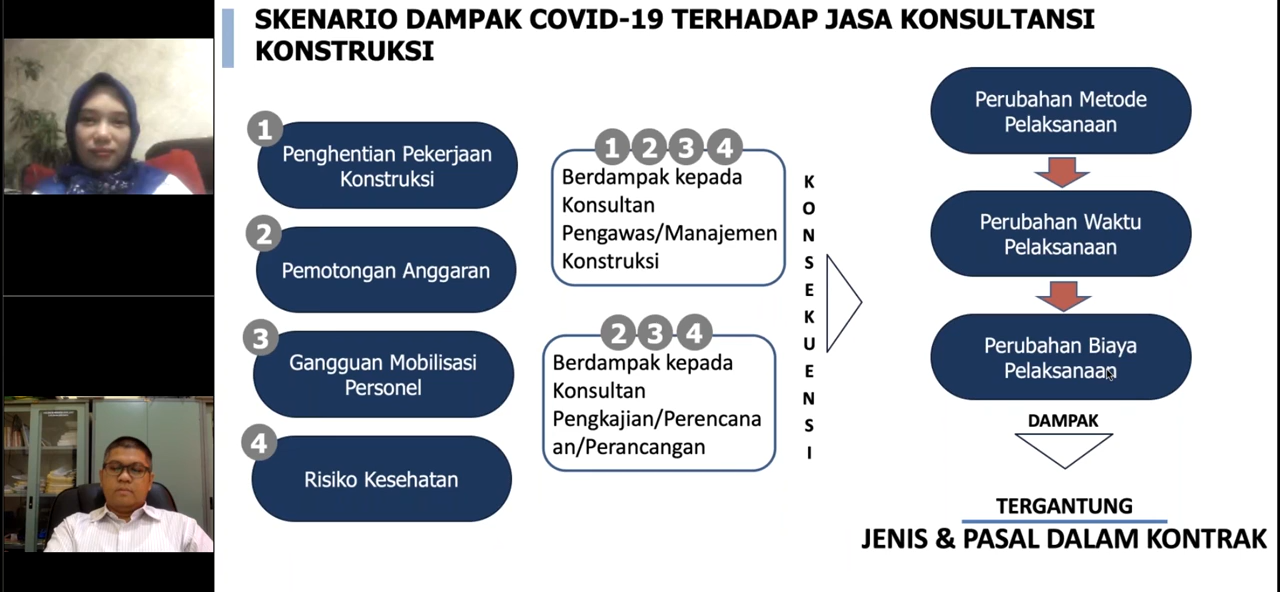 SKENARIO DAMPAK COVID-19 TERHADAP JASA KONSULTANSI
KONSTRUKSI
1
Penghentian Pekerjaan
Konstruksi
2
Pemotongan Anggaran
3
Gangguan Mobilisasi
Personel
4
Risiko Kesehatan
1 2 3 4
Berdampak kepada
Konsultan
Pengawas/Manajemen
Konstruksi
2 3 4
Berdampak kepada
Konsultan
Pengkajian/Perencana
an/Perancangan
K
O
N
S
E
K
U
E
N
S
I
Perubahan Metode
Pelaksanaan
Perubahan Waktu
Pelaksanaan
Perubahan Biaya
Pelaksanaan
DAMPAK
TERGANTUNG
JENIS & PASAL DALAM KONTRAK